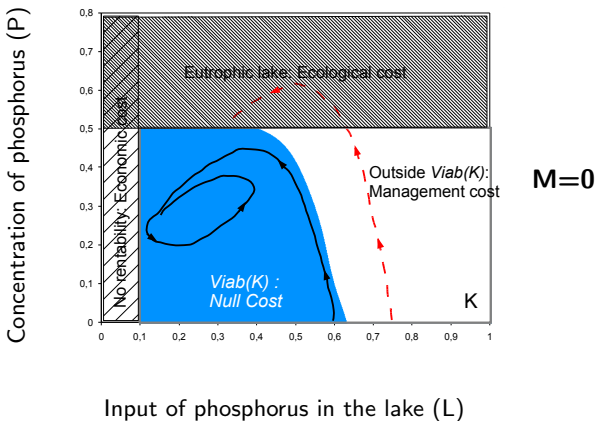 Concentration of phosphorus (P)
0,8
0,7
0,6
0,5
0,4
0,3
0,2
0,1
0
No rentability: Economic cost
Eutrophic lake: Ecological cost
Outside Viab(K):
Management cost
M=0
Viab(K) :
Null Cost
K
0 0,1 0,2 0,3 0,4 0,5 0,6 0,7 0,8 0,9 1
Input of phosphorus in the lake (L)